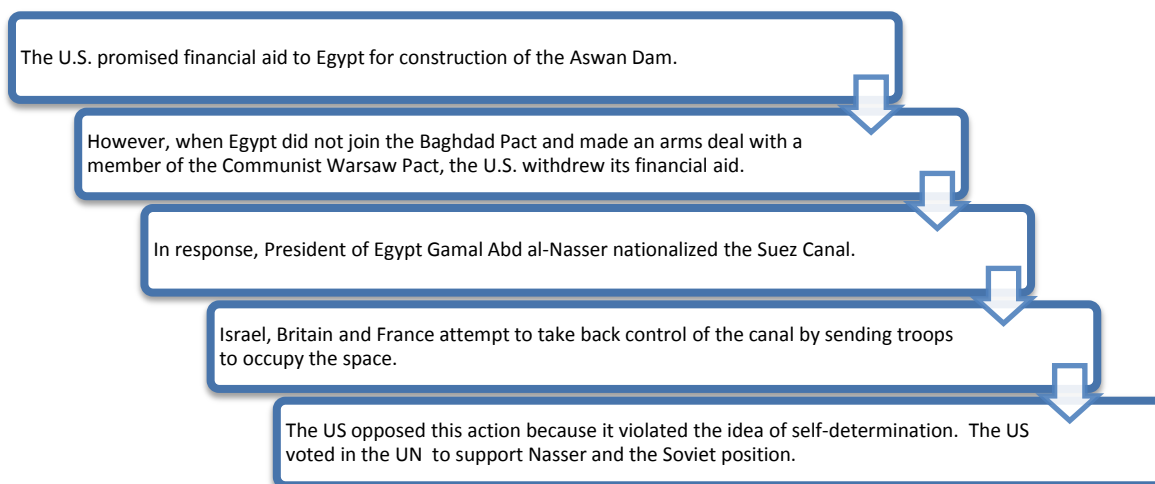 The U.S. promised financial aid to Egypt for construction of the Aswan Dam.
However, when Egypt did not join the Baghdad Pact and made an arms deal with a
member of the Communist Warsaw Pact, the U.S. withdrew its financial aid.
In response, President of Egypt Gamal Abd al-Nasser nationalized the Suez Canal.
Israel, Britain and France attempt to take back control of the canal by sending troops
to occupy the space.
The US opposed this action because it violated the idea of self-determination.  The US
voted in the UN  to support Nasser and the Soviet position.